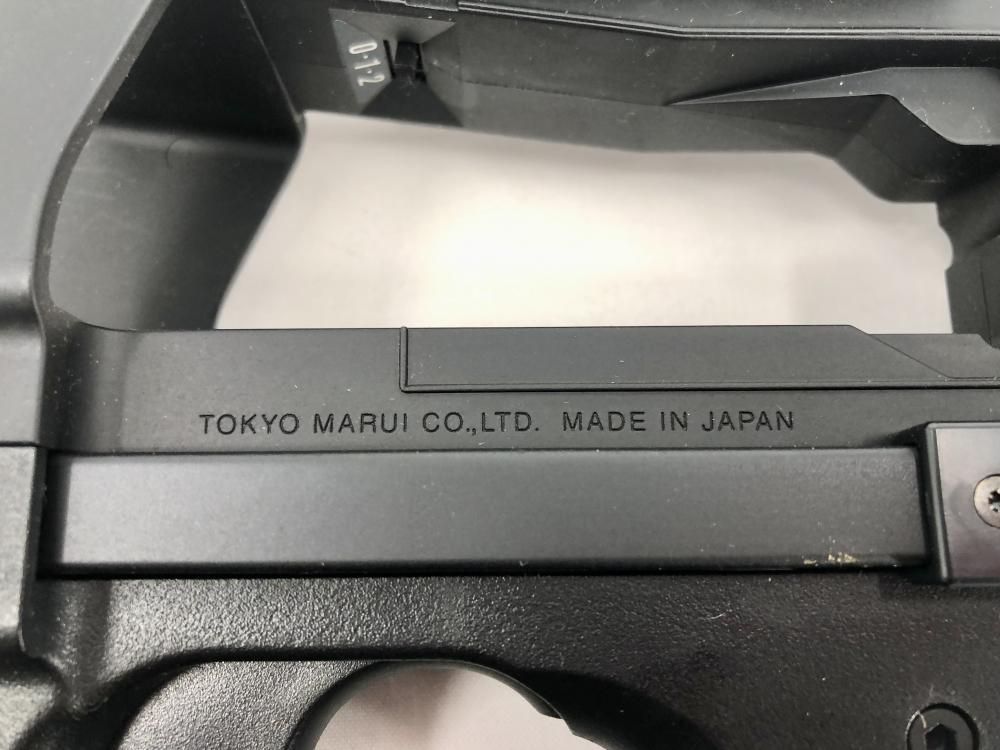 0·1·2
TOKYO MARUI CO.,LTD. MADE IN JAPAN